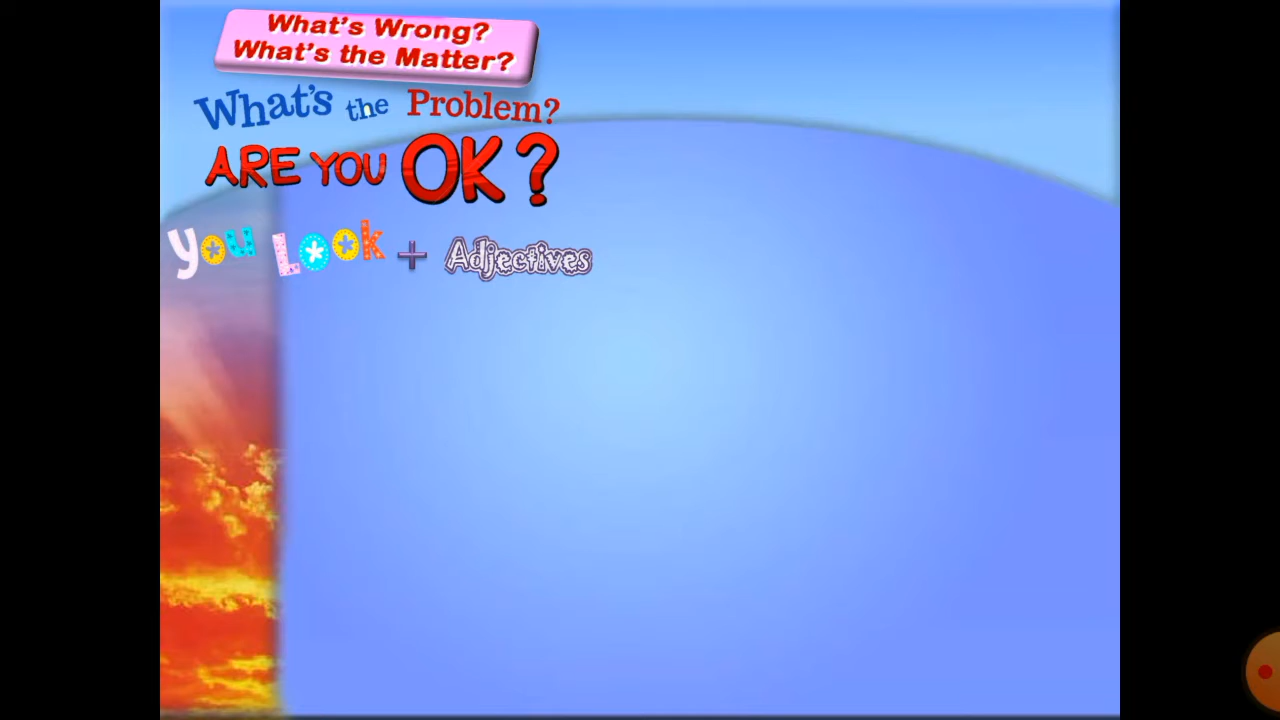 What's Wrong?
What's the Matter?
What's the Problem?
ARE YOU OK?
You Look + Adjectives